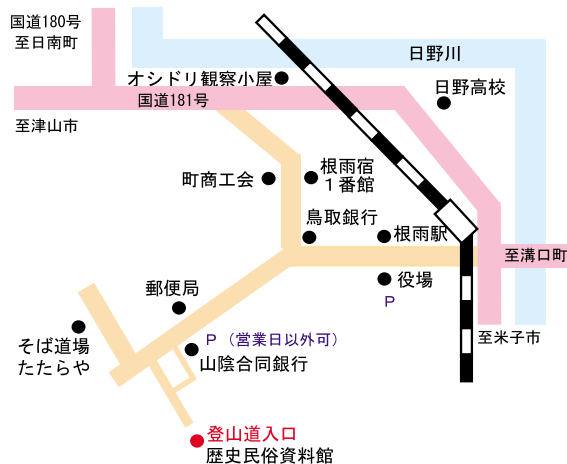 国道180号
至日南町
日野川
オシドリ観察小屋
日野高校
国道181号
至津山市
根雨宿
１番館
町商工会
鳥取銀行
根雨駅
至溝口町
役場
P
郵便局
至米子市
P（営業日以外可）
そば道場
たたらや
山陰合同銀行
登山道入口
歴史民俗資料館